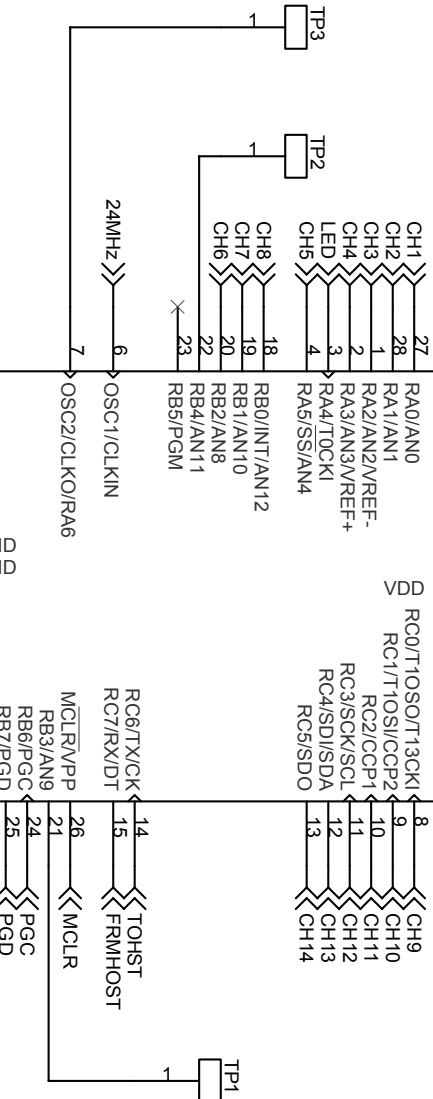 TP3
1
TP2
1
CH1 27 RA0/AN0
CH2 28 RA1/AN1
CH3 1 RA2/AN2/VREF-
CH4 2 RA3/AN3/VREF+
LED 3 RA4/T0CKI
CH5 4 RA5/SS/AN4
CH8 18 RB0/INT/AN12
CH7 19 RB1/AN10
CH6 20 RB2/AN8
22 RB4/AN11
23 RB5/PGM
24MHz 6 OSC1/CLKIN
7 OSC2/CLKO/RA6
VDD
RC0/T1OSO/T13CKI 8 CH9
RC1/T1OSI/CCP2 9 CH10
RC2/CCP1 10 CH11
RC3/SCK/SCL 11 CH12
RC4/SDI/SDA 12 CH13
RC5/SDO 13 CH14
RC6/TX/CK 14 TOHST
RC7/RX/DT 15 FRMHOST
MCLR/VPP 26 MCLR
RB3/AN9 21
RB6/PGC 24 PGC
RB7/PGD 25 PGD
1
TP1